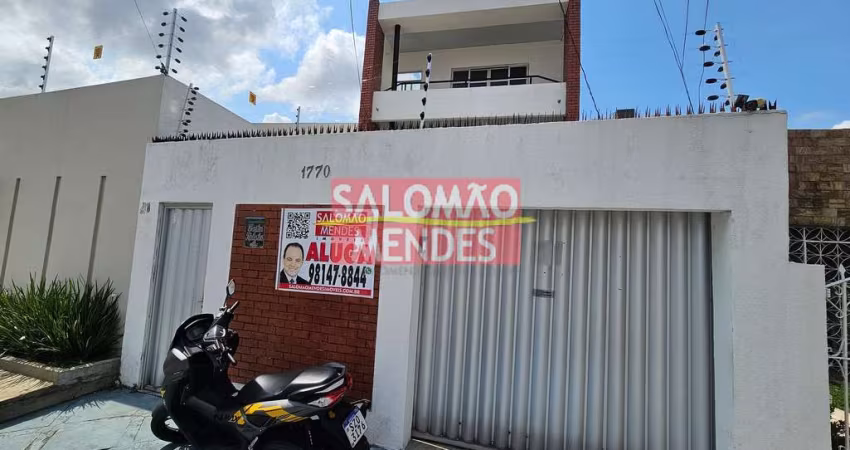 1770
SALOMÃO
MENDES
SALOMÃO
MENDES
ALUGA
98147-8844